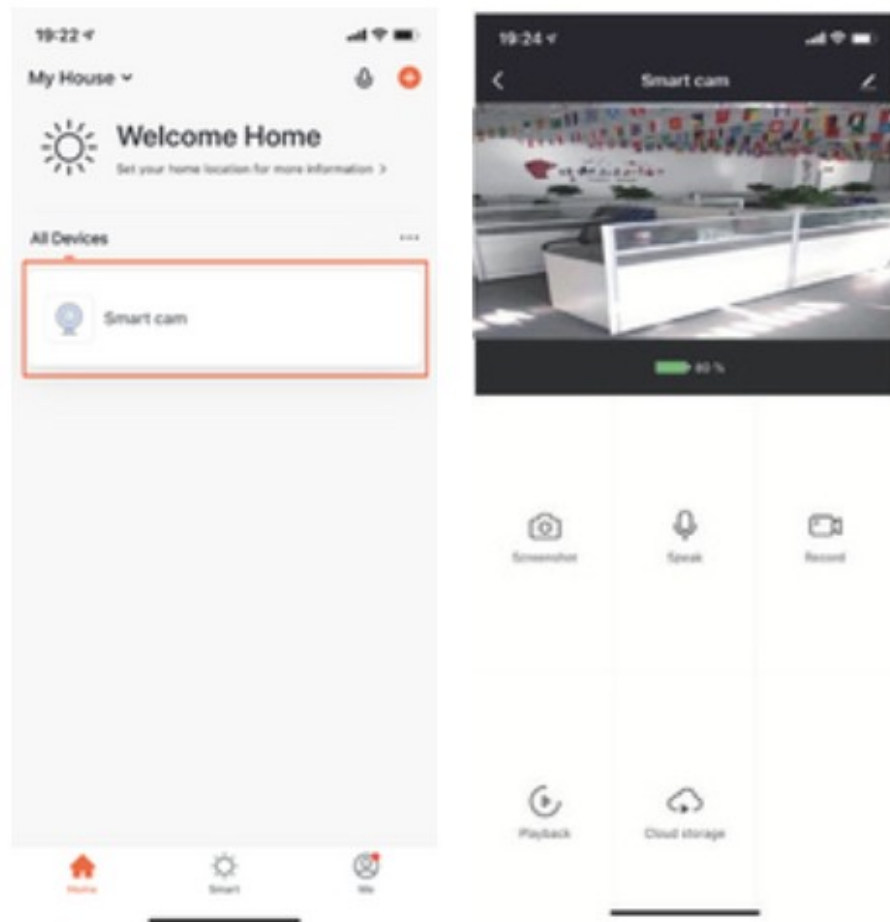 19:22
My House
Welcome Home
Set your home location for more information >
All Devices
Smart cam
Home
Smart
Me
19:24
Smart cam
80 %
Screenshot
Speak
Record
Playback
Cloud storage